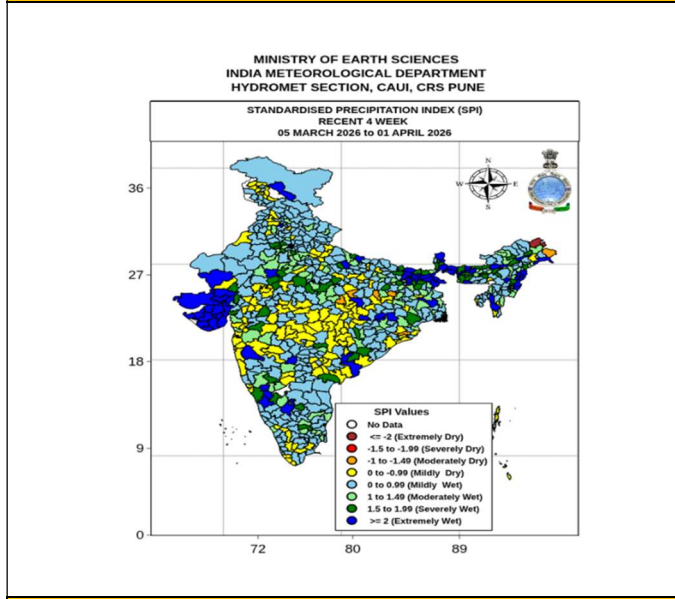 MINISTRY OF EARTH SCIENCES
INDIA METEOROLOGICAL DEPARTMENT
HYDROMET SECTION, CAUI, CRS PUNE
STANDARDISED PRECIPITATION INDEX (SPI)
RECENT 4 WEEK
05 MARCH 2026 to 01 APRIL 2026
N
W
E
S
36
27
18
9
0
72
80
89
SPI Values
No Data
<= -2 (Extremely Dry)
-1.5 to -1.99 (Severely Dry)
-1 to -1.49 (Moderately Dry)
0 to -0.99 (Mildly Dry)
0 to 0.99 (Mildly Wet)
1 to 1.49 (Moderately Wet)
1.5 to 1.99 (Severely Wet)
>= 2 (Extremely Wet)